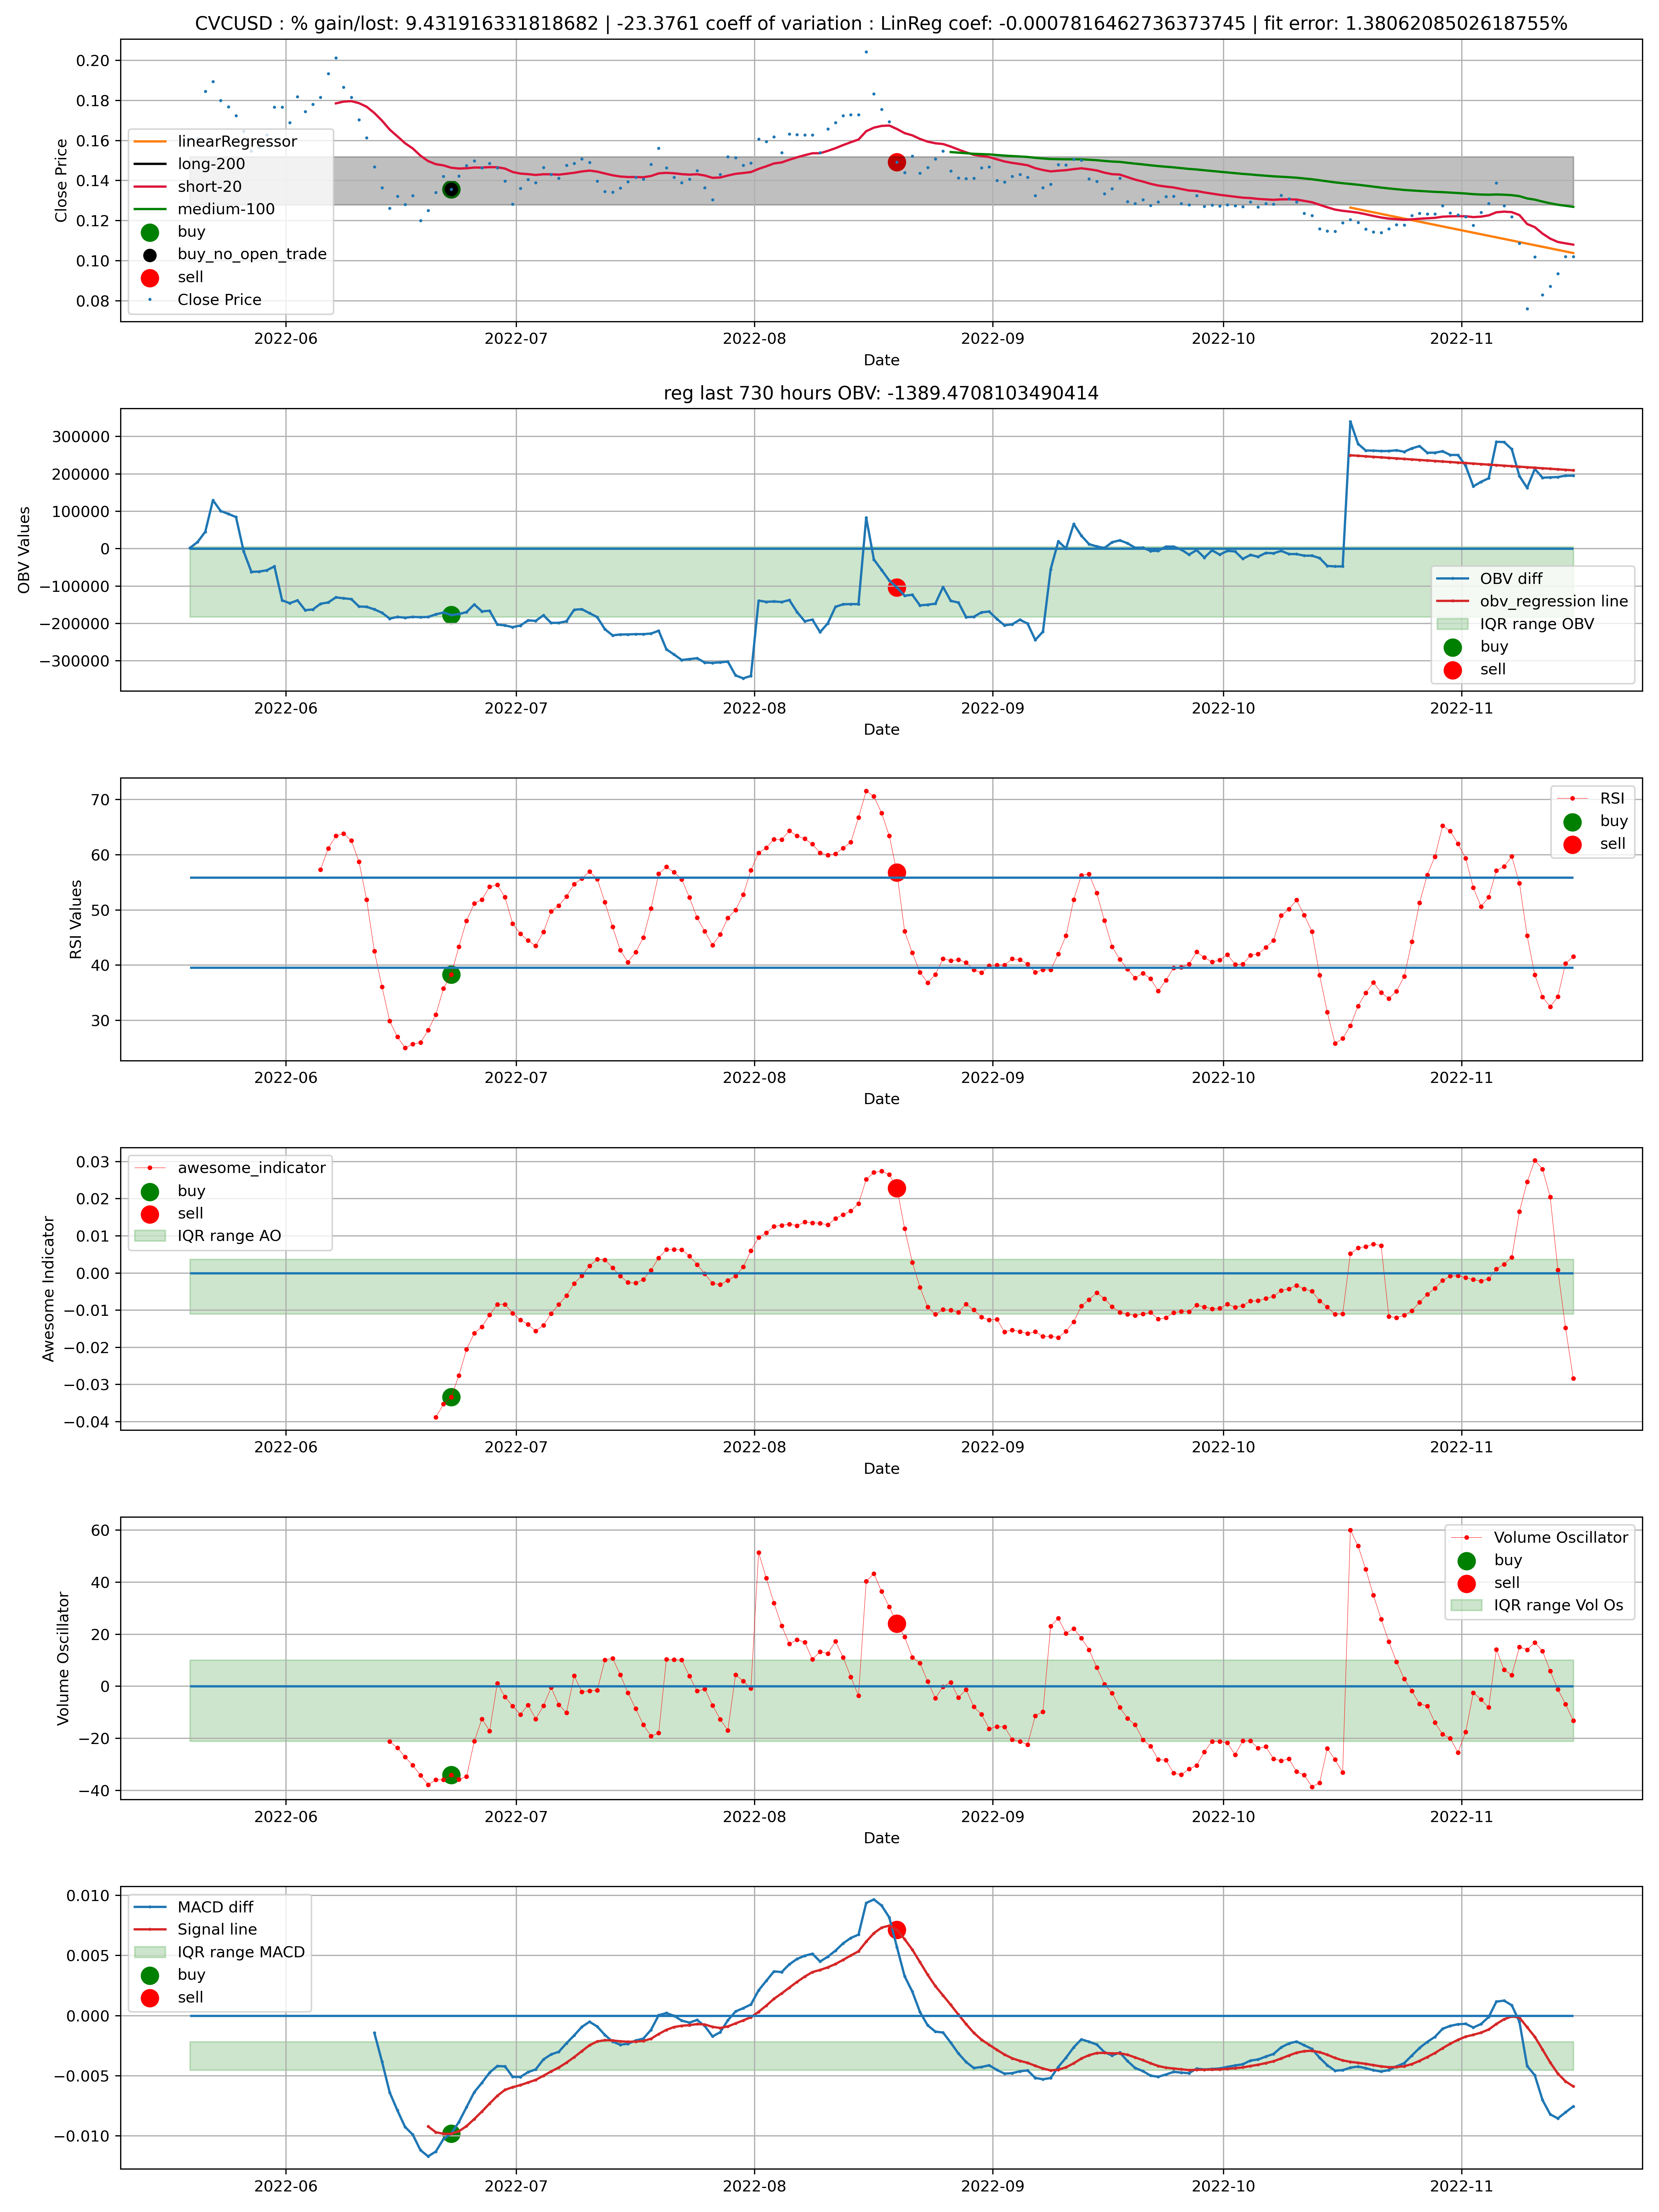 CVCUSD : % gain/lost: 9.431916331818682 | -23.3761 coeff of variation : LinReg coef: -0.0007816462736373745 | fit error: 1.3806208502618755%
Close Price
0.20
0.18
0.16
0.14
0.12
0.10
0.08
linearRegressor
long-200
short-20
medium-100
buy
buy_no_open_trade
sell
Close Price
2022-06 2022-07 2022-08 2022-09 2022-10 2022-11
Date
reg last 730 hours OBV: -1389.4708103490414
OBV Values
300000
200000
100000
0
−100000
−200000
−300000
OBV diff
obv_regression line
IQR range OBV
buy
sell
2022-06 2022-07 2022-08 2022-09 2022-10 2022-11
Date
RSI Values
70
60
50
40
30
RSI
buy
sell
2022-06 2022-07 2022-08 2022-09 2022-10 2022-11
Date
Awesome Indicator
0.03
0.02
0.01
0.00
−0.01
−0.02
−0.03
−0.04
awesome_indicator
buy
sell
IQR range AO
2022-06 2022-07 2022-08 2022-09 2022-10 2022-11
Date
Volume Oscillator
60
40
20
0
−20
−40
Volume Oscillator
buy
sell
IQR range Vol Os
2022-06 2022-07 2022-08 2022-09 2022-10 2022-11
Date
0.010
0.005
0.000
−0.005
−0.010
MACD diff
Signal line
IQR range MACD
buy
sell
2022-06 2022-07 2022-08 2022-09 2022-10 2022-11